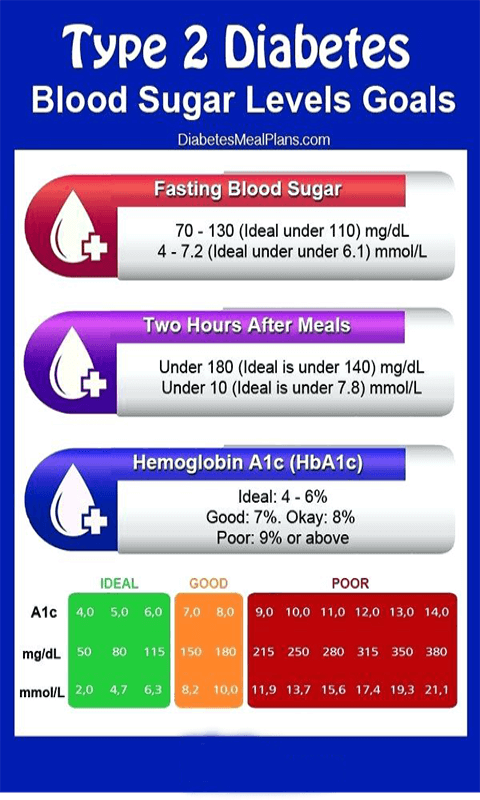 Type 2 Diabetes
Blood Sugar Levels Goals
DiabetesMealPlans.com
Fasting Blood Sugar
70 - 130 (Ideal under 110) mg/dL
4 - 7.2 (Ideal under under 6.1) mmol/L
Two Hours After Meals
Under 180 (Ideal is under 140) mg/dL
Under 10 (Ideal is under 7.8) mmol/L
Hemoglobin A1c (HbA1c)
Ideal: 4 - 6%
Good: 7%. Okay: 8%
Poor: 9% or above
IDEAL GOOD POOR
A1c 4,0 5,0 6,0 7,0 8,0 9,0 10,0 11,0 12,0 13,0 14,0
mg/dL 50 80 115 150 180 215 250 280 315 350 380
mmol/L 2,0 4,7 6,3 8,2 10,0 11,9 13,7 15,6 17,4 19,3 21,1